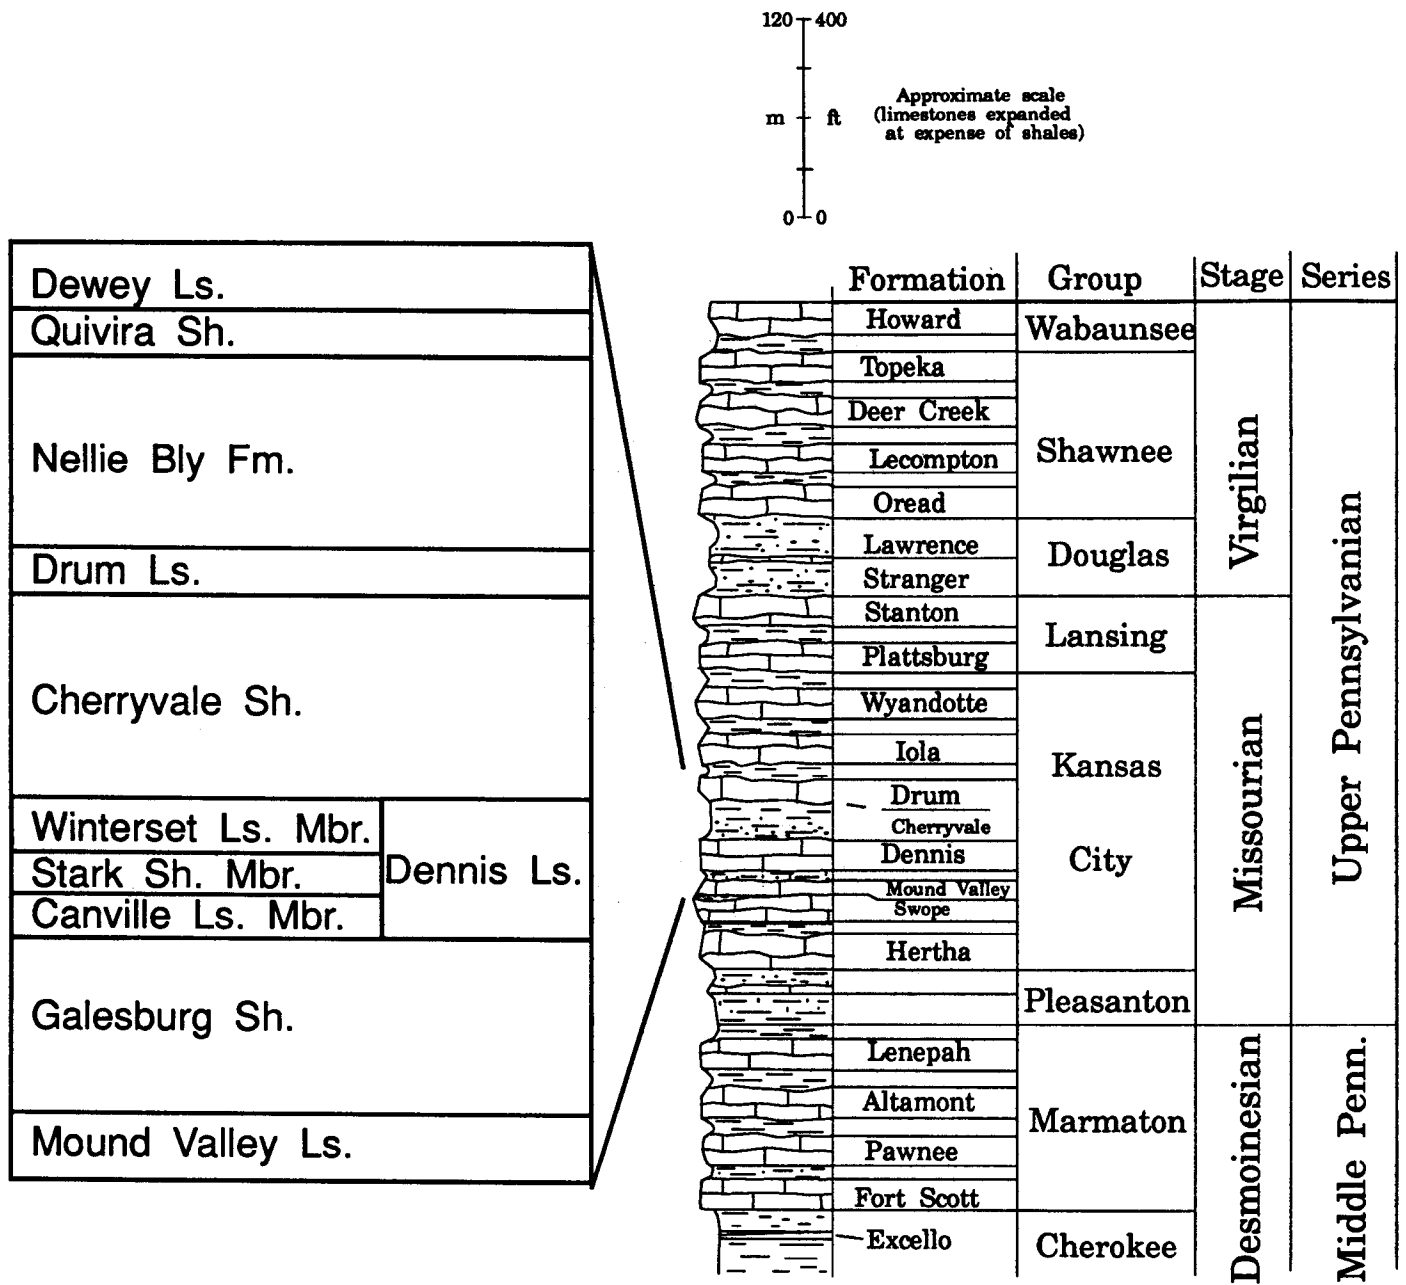 120 400
m ft
0 0
Approximate scale
(limestones expanded
at expense of shales)
Dewey Ls.
Quivira Sh.
Nellie Bly Fm.
Drum Ls.
Cherryvale Sh.
Winterset Ls. Mbr.
Stark Sh. Mbr.
Canville Ls. Mbr.
Dennis Ls.
Galesburg Sh.
Mound Valley Ls.
Formation Group Stage Series
Howard
Topeka
Deer Creek
Lecompton
Oread
Lawrence
Stranger
Stanton
Plattsburg
Wyandotte
Iola
Drum
Cherryvale
Dennis
Mound Valley
Swope
Hertha
Lenepah
Altamont
Pawnee
Fort Scott
Excello
Wabaunsee
Shawnee
Douglas
Lansing
Kansas
City
Pleasanton
Marmaton
Cherokee
Virgilian
Missourian
Desmoinesian
Upper Pennsylvanian
Middle Penn.